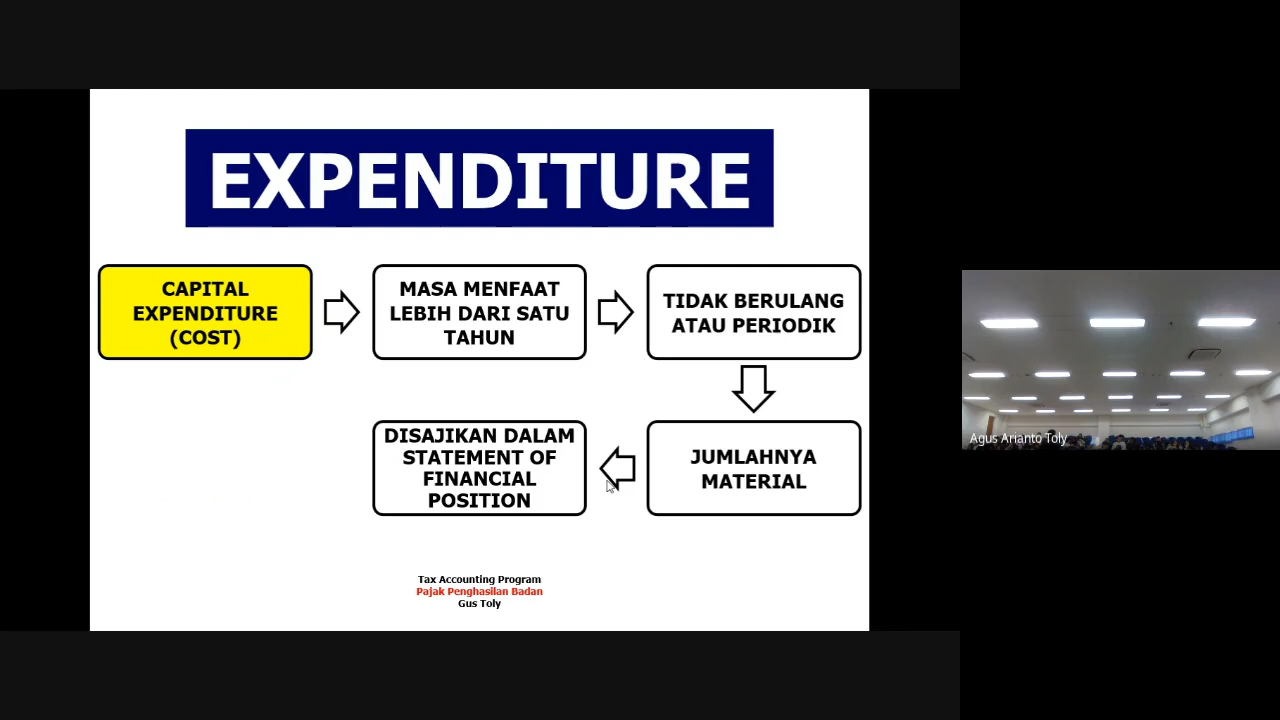 EXPENDITURE
CAPITAL
EXPENDITURE
(COST)
MASA MENFAAT
LEBIH DARI SATU
TAHUN
TIDAK BERULANG
ATAU PERIODIK
DISAJIKAN DALAM
STATEMENT OF
FINANCIAL
POSITION
JUMLAHNYA
MATERIAL
Tax Accounting Program
Pajak Penghasilan Badan
Gus Toly
Agus Arianto Toly